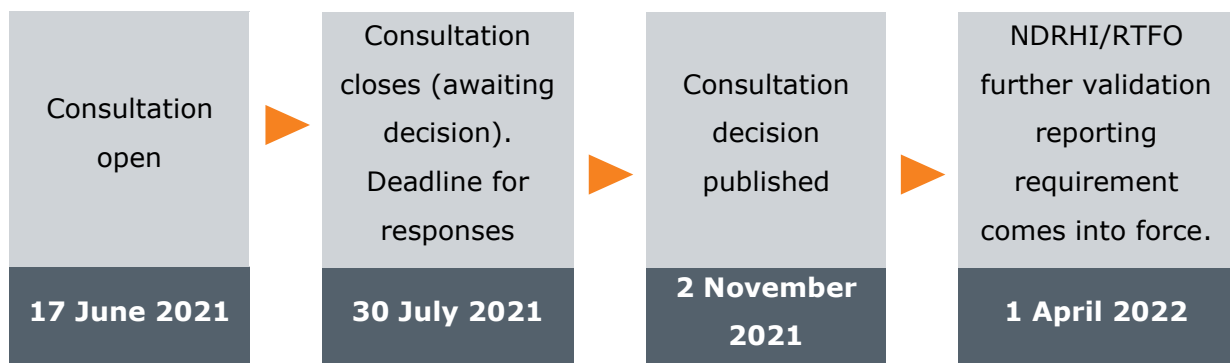 Consultation
open
17 June 2021
Consultation
closes (awaiting
decision).
Deadline for
responses
30 July 2021
Consultation
decision
published
2 November
2021
NDRHI/RTFO
further validation
reporting
requirement
comes into force.
1 April 2022